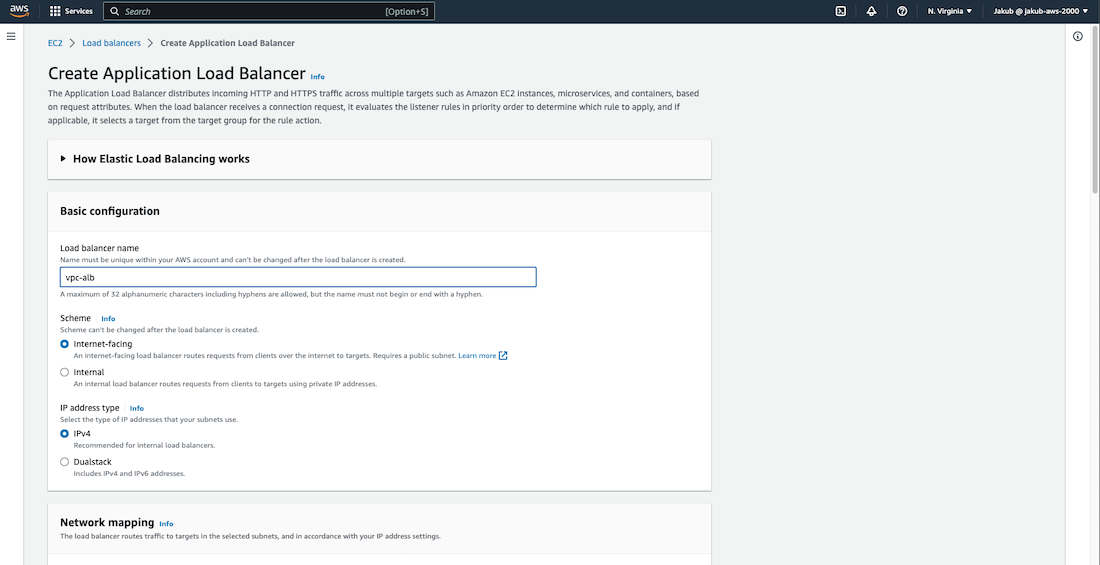 aws
Services
Search
[Option+S]
N. Virginia
Jakub @ jakub-aws-2000
EC2
Load balancers
Create Application Load Balancer
Create Application Load Balancer Info
The Application Load Balancer distributes incoming HTTP and HTTPS traffic across multiple targets such as Amazon EC2 instances, microservices, and containers, based
on request attributes. When the load balancer receives a connection request, it evaluates the listener rules in priority order to determine which rule to apply, and if
applicable, it selects a target from the target group for the rule action.
How Elastic Load Balancing works
Basic configuration
Load balancer name
Name must be unique within your AWS account and can't be changed after the load balancer is created.
vpc-alb
A maximum of 32 alphanumeric characters including hyphens are allowed, but the name must not begin or end with a hyphen.
Scheme Info
Scheme can't be changed after the load balancer is created.
Internet-facing
An internet-facing load balancer routes requests from clients over the internet to targets. Requires a public subnet. Learn more
Internal
An internal load balancer routes requests from clients to targets using private IP addresses.
IP address type Info
Select the type of IP addresses that your subnets use.
IPv4
Recommended for internal load balancers.
Dualstack
Includes IPv4 and IPv6 addresses.
Network mapping Info
The load balancer routes traffic to targets in the selected subnets, and in accordance with your IP address settings.